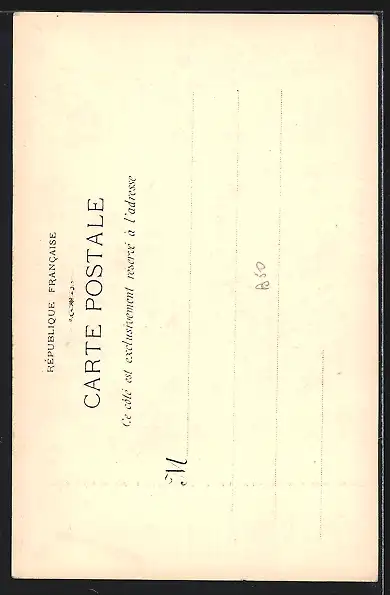 RÉPUBLIQUE FRANÇAISE
CARTE POSTALE
Ce côté est exclusivement réservé à l'adresse
M